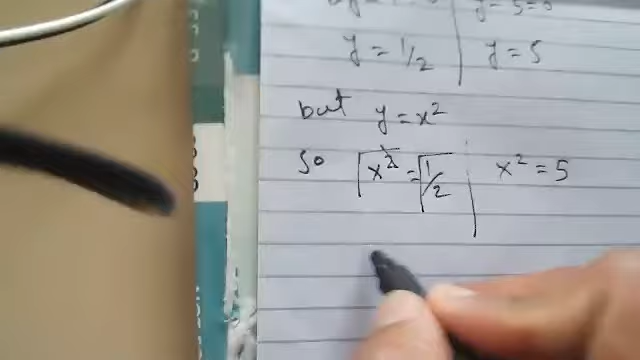 y = 1/2 | y = 5
but y = x²
so √x² = √1/2 | x² = 5